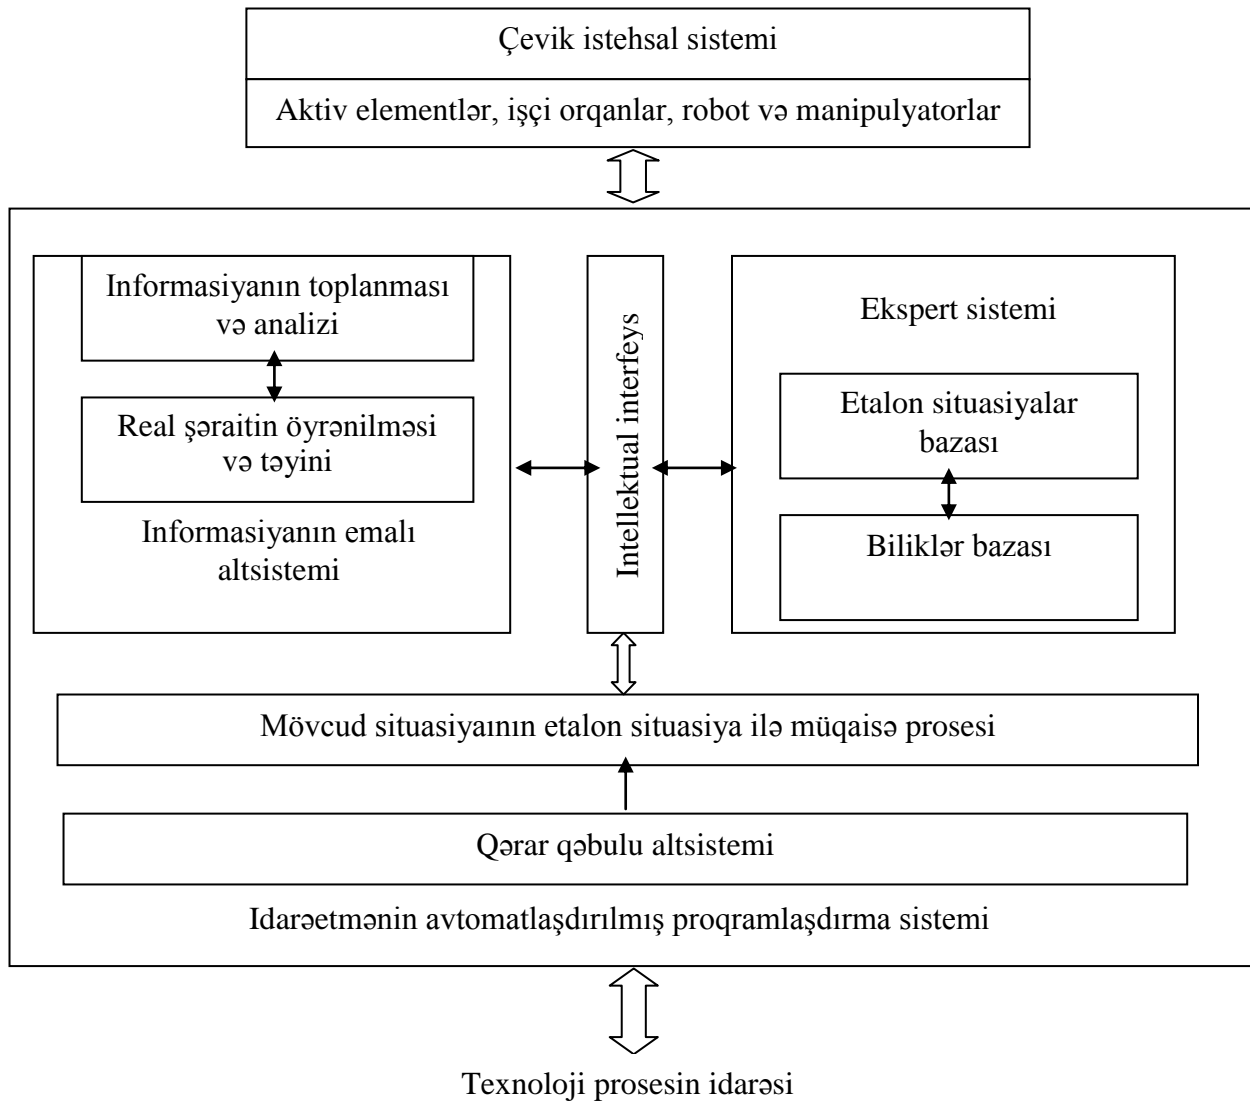 Çevik istehsal sistemi
Aktiv elementlər, işçi orqanlar, robot və manipulyatorlar
Informasiyanın toplanması
və analizi
Real şəraitin öyrənilməsi
və təyini
Informasiyanın emalı
altsistemi
Intellektual interfeys
Ekspert sistemi
Etalon situasiyalar
bazası
Biliklər bazası
Mövcud situasiyaının etalon situasiya ilə müqaisə prosesi
Qərar qəbulu altsistemi
Idarəetmənin avtomatlaşdırılmış proqramlaşdırma sistemi
Texnoloji prosesin idarəsi